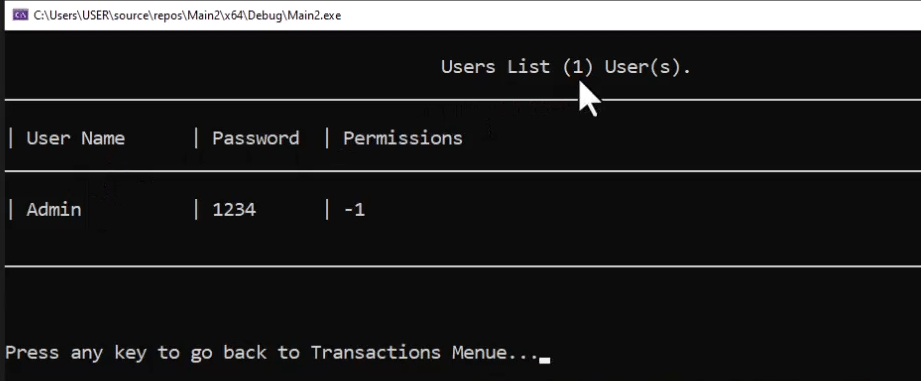 C:\Users\USER\source\repos\Main2\x64\Debug\Main2.exe
Users List (1) User(s).
| User Name | Password | Permissions
| Admin | 1234 | -1
Press any key to go back to Transactions Menue...